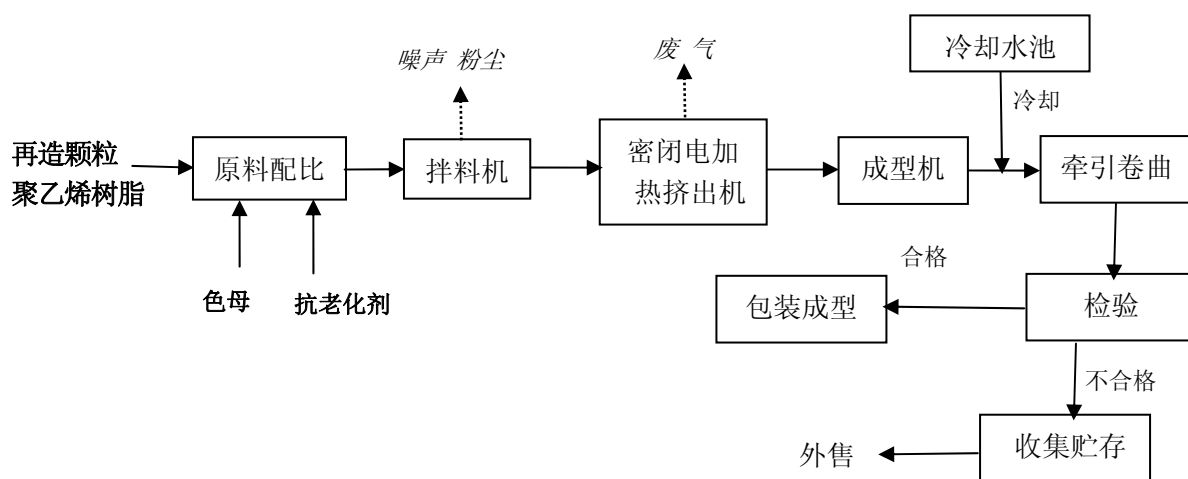 冷却水池
废 气
噪声 粉尘
冷却
再造颗粒
聚乙烯树脂
原料配比
拌料机
密闭电加
热挤出机
成型机
牵引卷曲
色母
抗老化剂
合格
包装成型
检验
不合格
外售
收集贮存